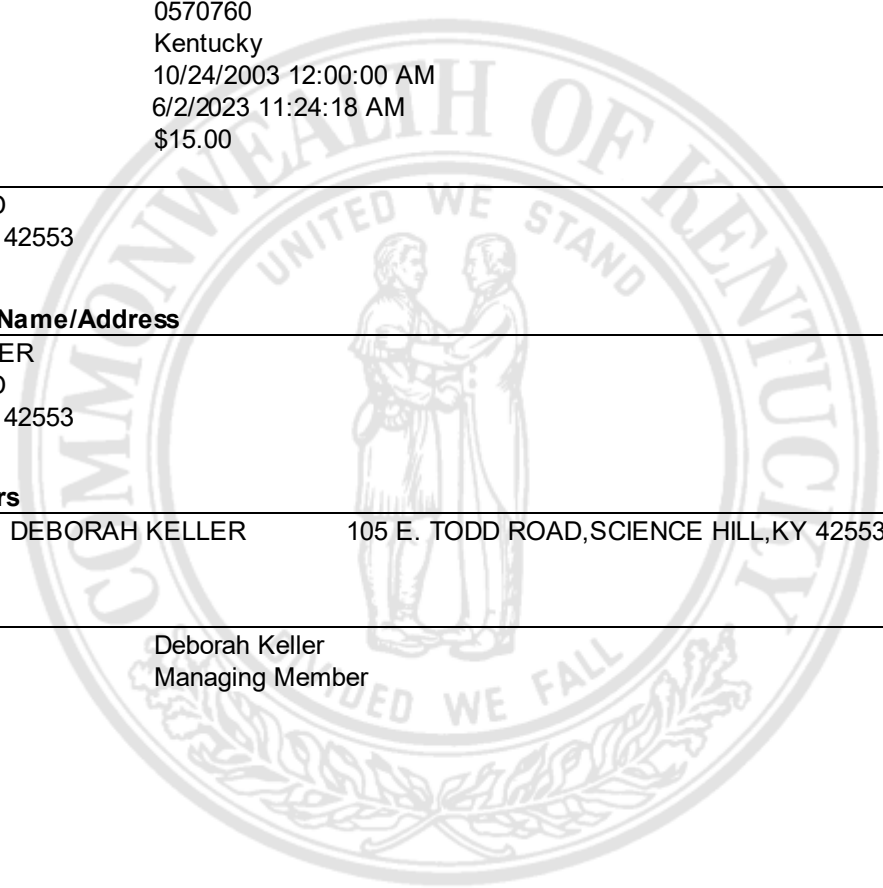 0570760
Kentucky
10/24/2003 12:00:00 AM
6/2/2023 11:24:18 AM
$15.00
D
42553
Name/Address
ER
D
42553
rs
DEBORAH KELLER 105 E. TODD ROAD,SCIENCE HILL,KY 42553
Deborah Keller
Managing Member
COMMONWEALTH OF KENTUCKY
UNITED WE STAND
DIVIDED WE FALL